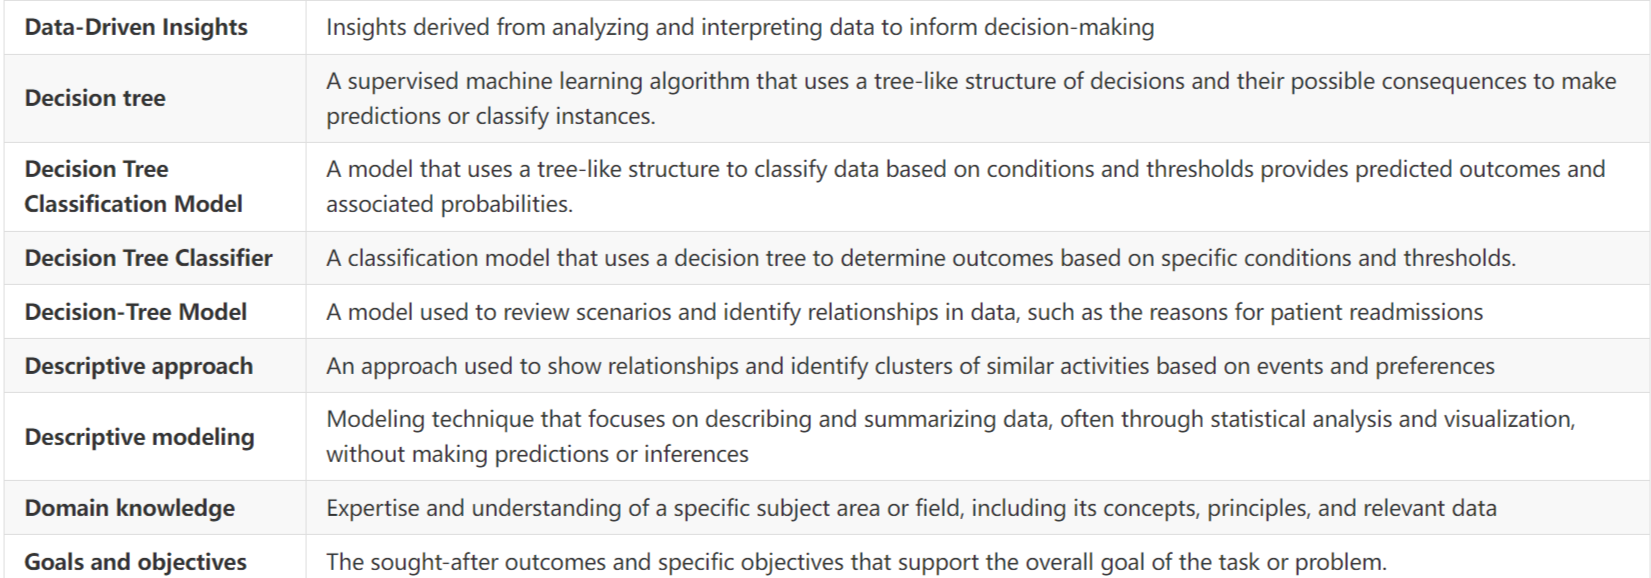 Data-Driven Insights
Insights derived from analyzing and interpreting data to inform decision-making
Decision tree
A supervised machine learning algorithm that uses a tree-like structure of decisions and their possible consequences to make
predictions or classify instances.
Decision Tree
Classification Model
A model that uses a tree-like structure to classify data based on conditions and thresholds provides predicted outcomes and
associated probabilities.
Decision Tree Classifier
A classification model that uses a decision tree to determine outcomes based on specific conditions and thresholds.
Decision-Tree Model
A model used to review scenarios and identify relationships in data, such as the reasons for patient readmissions
Descriptive approach
An approach used to show relationships and identify clusters of similar activities based on events and preferences
Descriptive modeling
Modeling technique that focuses on describing and summarizing data, often through statistical analysis and visualization,
without making predictions or inferences
Domain knowledge
Expertise and understanding of a specific subject area or field, including its concepts, principles, and relevant data
Goals and objectives
The sought-after outcomes and specific objectives that support the overall goal of the task or problem.